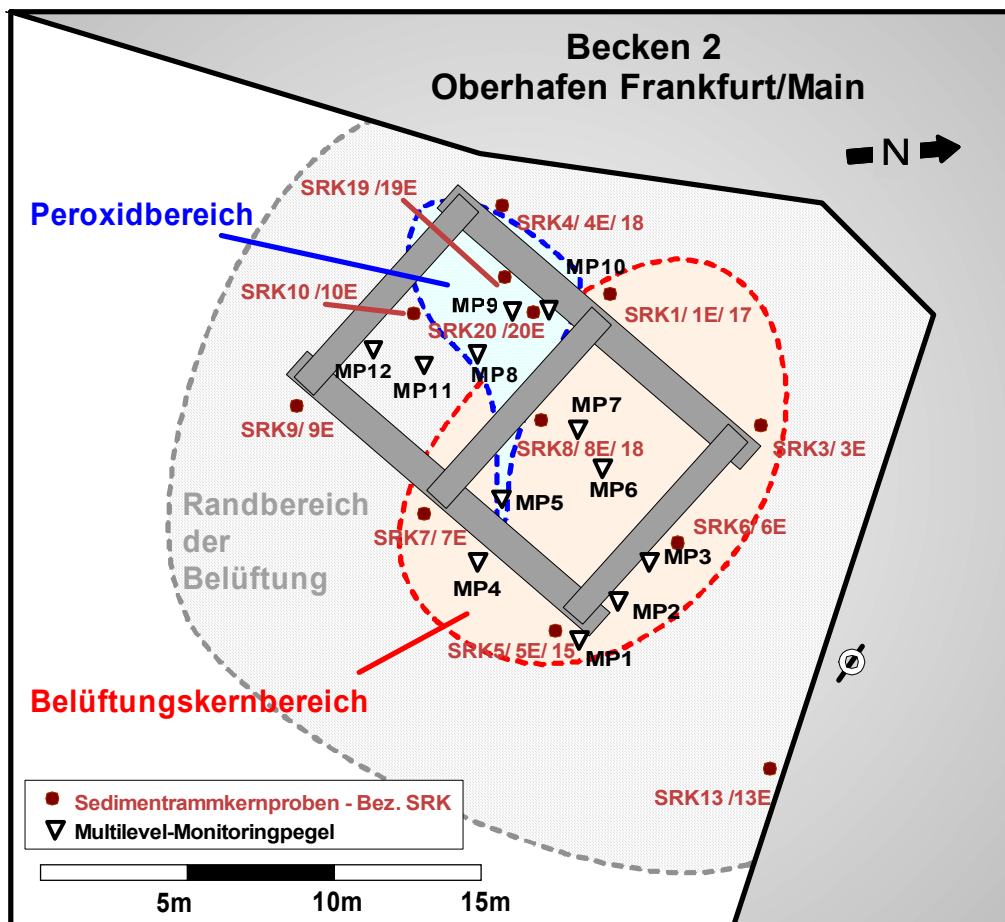 Becken 2
Oberhafen Frankfurt/Main
N
SRK19 /19E
Peroxidbereich
SRK4/ 4E/ 18
MP10
SRK10 /10E
MP9
SRK1/ 1E/ 17
SRK20 /20E
MP12
MP11
MP8
SRK9/ 9E
MP7
SRK8/ 8E/ 18
SRK3/ 3E
MP6
Randbereich
der
Belüftung
MP5
SRK7/ 7E
SRK6/ 6E
MP4
MP3
MP2
SRK5/ 5E/ 15
MP1
Belüftungskernbereich
SRK13 /13E
Sedimentrammkernproben - Bez. SRK
Multilevel-Monitoringpegel
5m
10m
15m